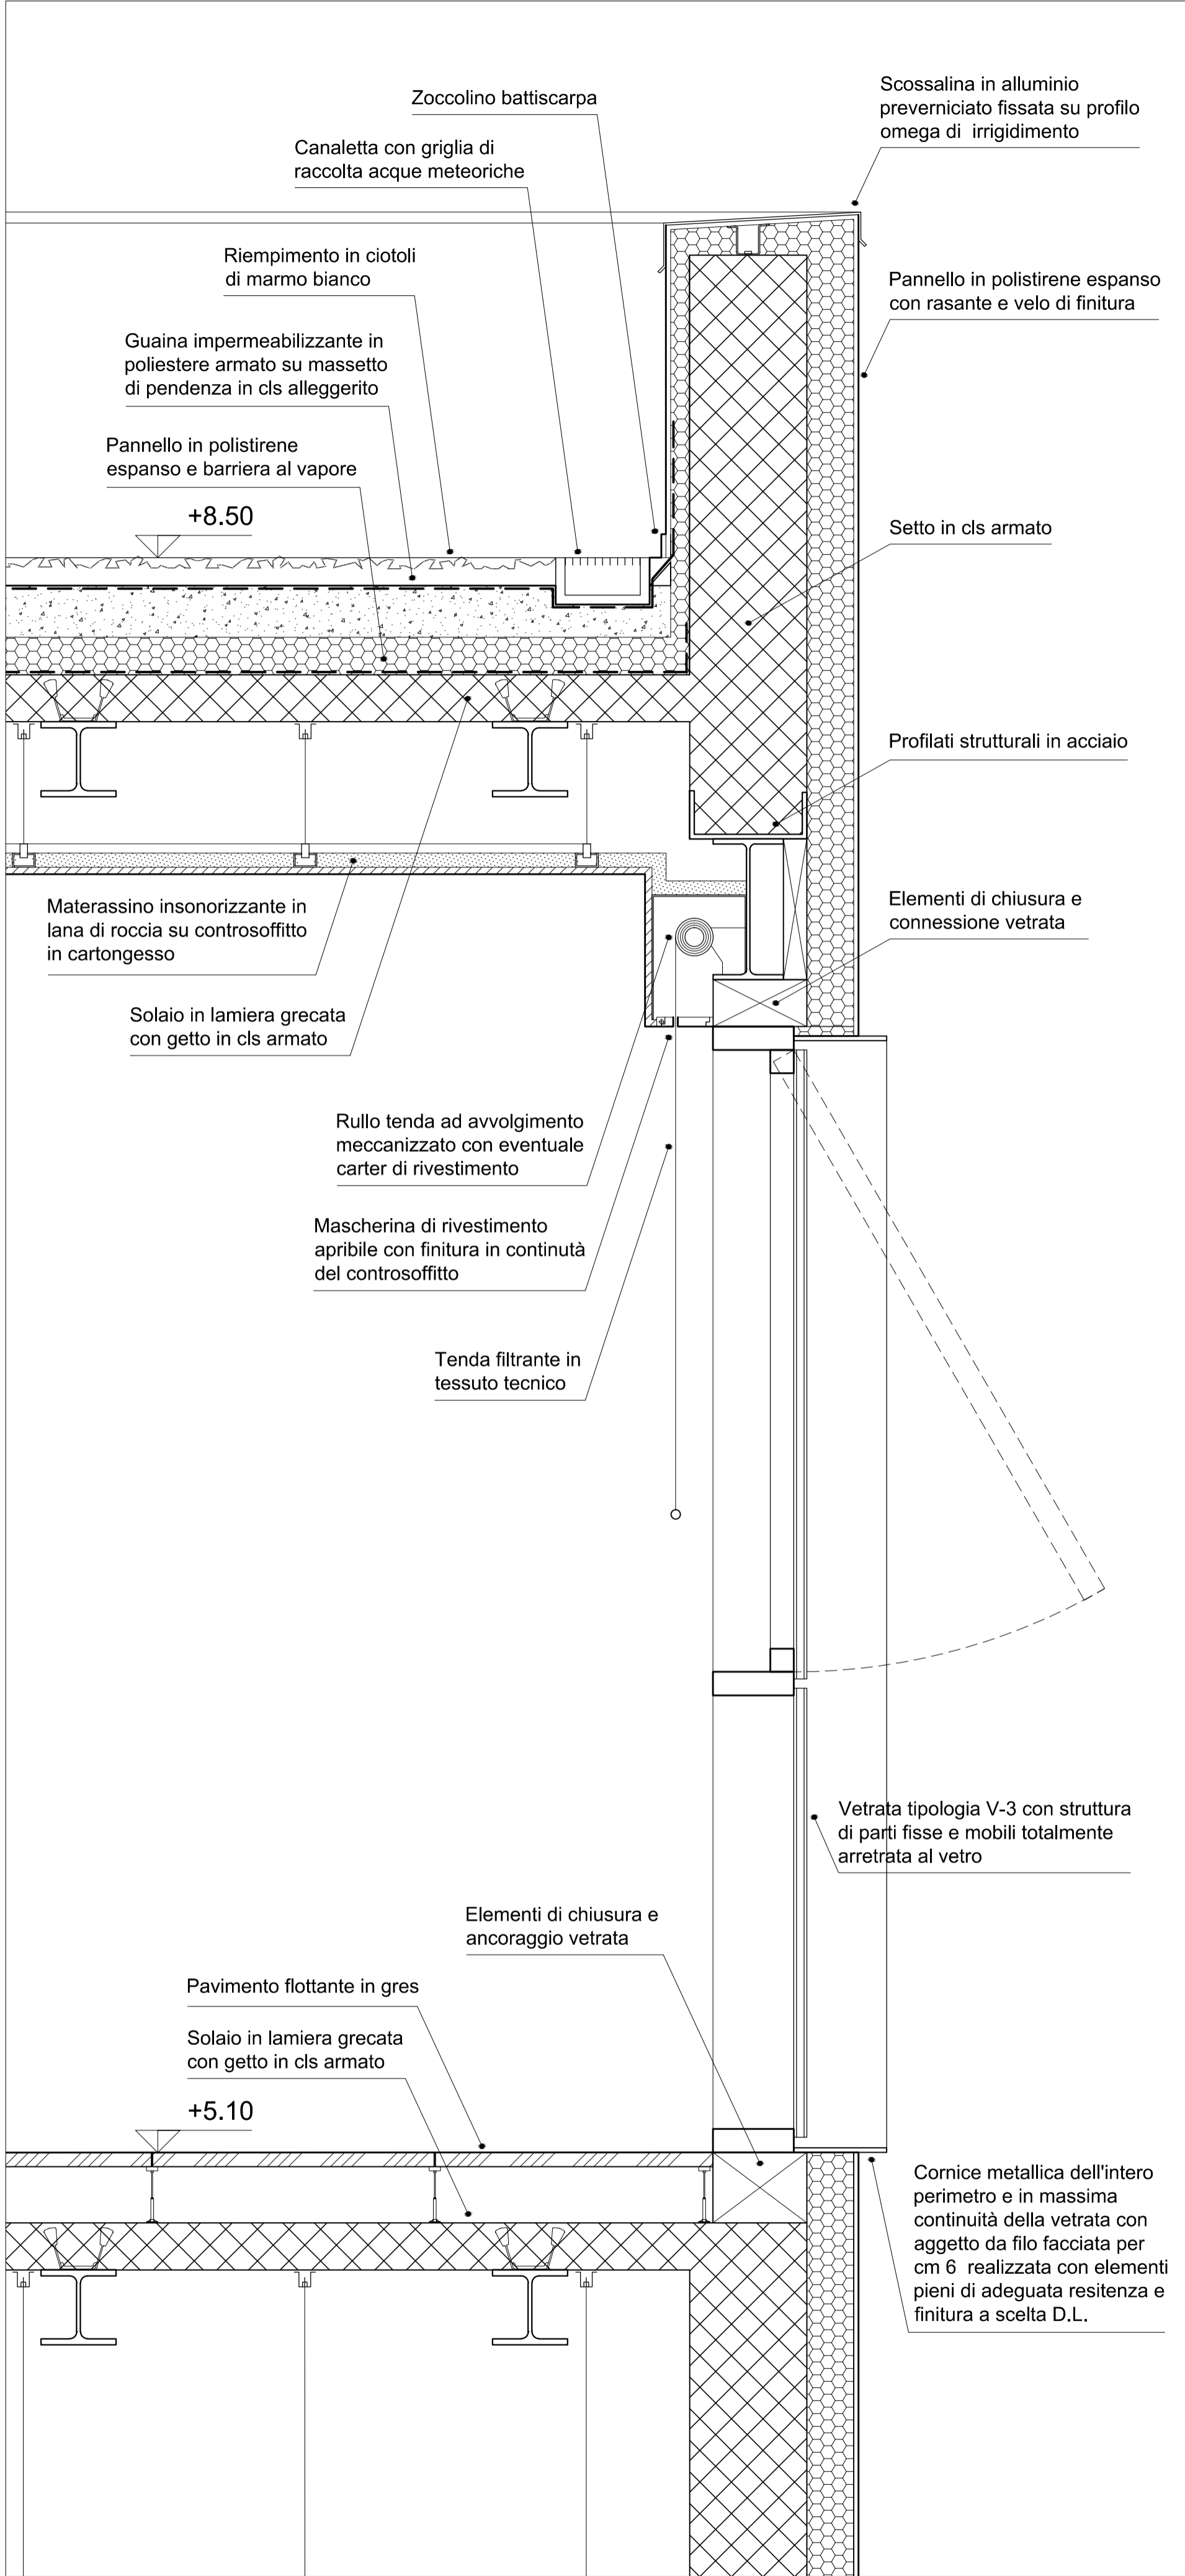 Zoccolino battiscarpa
Canaletta con griglia di
raccolta acque meteoriche
Scossalina in alluminio
preverniciato fissata su profilo
omega di irrigidimento
Riempimento in ciotoli
di marmo bianco
Pannello in polistirene espanso
con rasante e velo di finitura
Guaina impermeabilizzante in
poliestere armato su massetto
di pendenza in cls alleggerito
Pannello in polistirene
espanso e barriera al vapore
+8.50
Setto in cls armato
Profilati strutturali in acciaio
Materassino insonorizzante in
lana di roccia su controsoffitto
in cartongesso
Elementi di chiusura e
connessione vetrata
Solaio in lamiera grecata
con getto in cls armato
Rullo tenda ad avvolgimento
meccanizzato con eventuale
carter di rivestimento
Mascherina di rivestimento
apribile con finitura in continutà
del controsoffitto
Tenda filtrante in
tessuto tecnico
Vetrata tipologia V-3 con struttura
di parti fisse e mobili totalmente
arretrata al vetro
Elementi di chiusura e
ancoraggio vetrata
Pavimento flottante in gres
Solaio in lamiera grecata
con getto in cls armato
+5.10
Cornice metallica dell'intero
perimetro e in massima
continuità della vetrata con
aggetto da filo facciata per
cm 6 realizzata con elementi
pieni di adeguata resitenza e
finitura a scelta D.L.